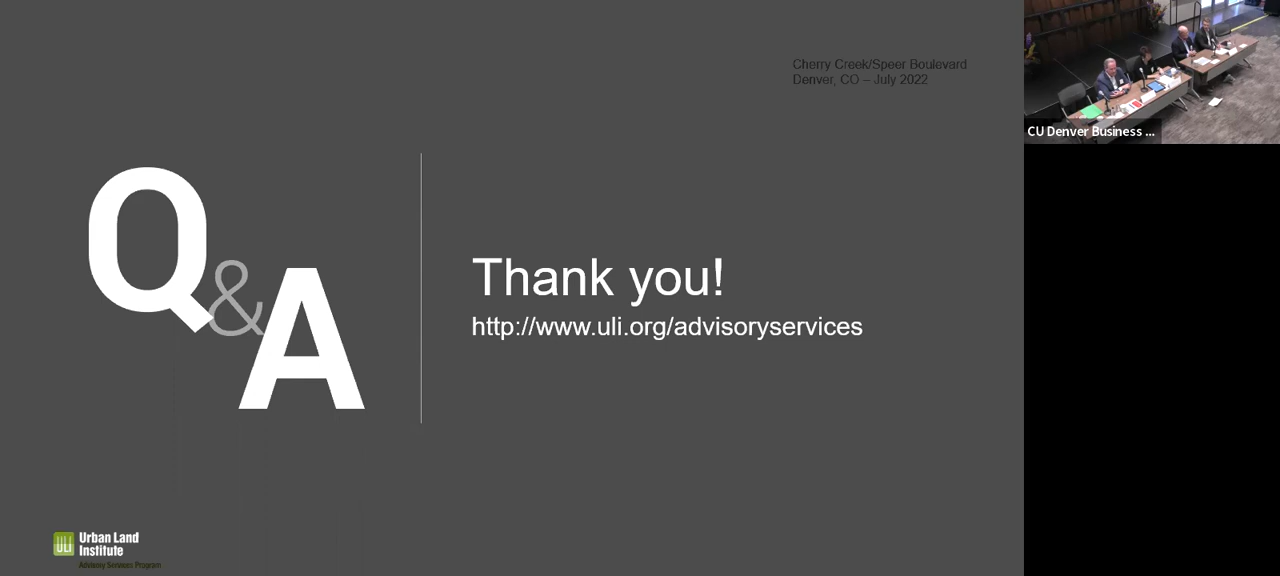 Cherry Creek/Speer Boulevard
Denver, CO – July 2022
Q&A
Thank you!
http://www.uli.org/advisoryservices
ULI
Urban Land
Institute
Advisory Services Program
CU Denver Business ...